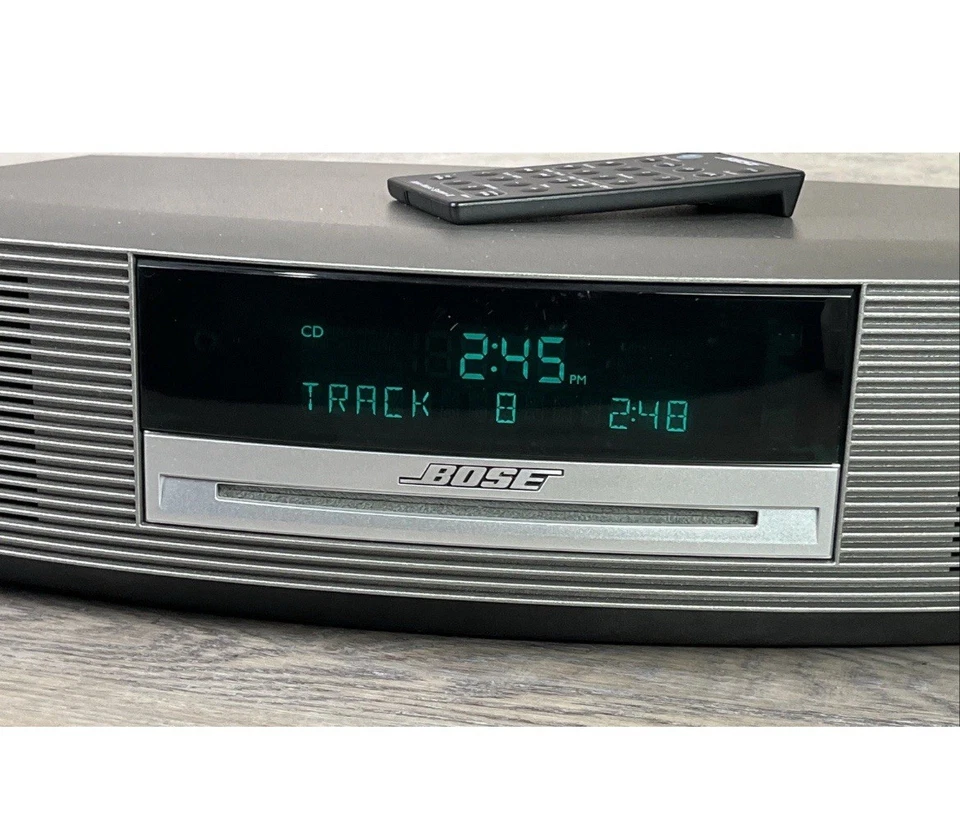 CD
2:45 PM
TRACK 8 2:48
BOSE